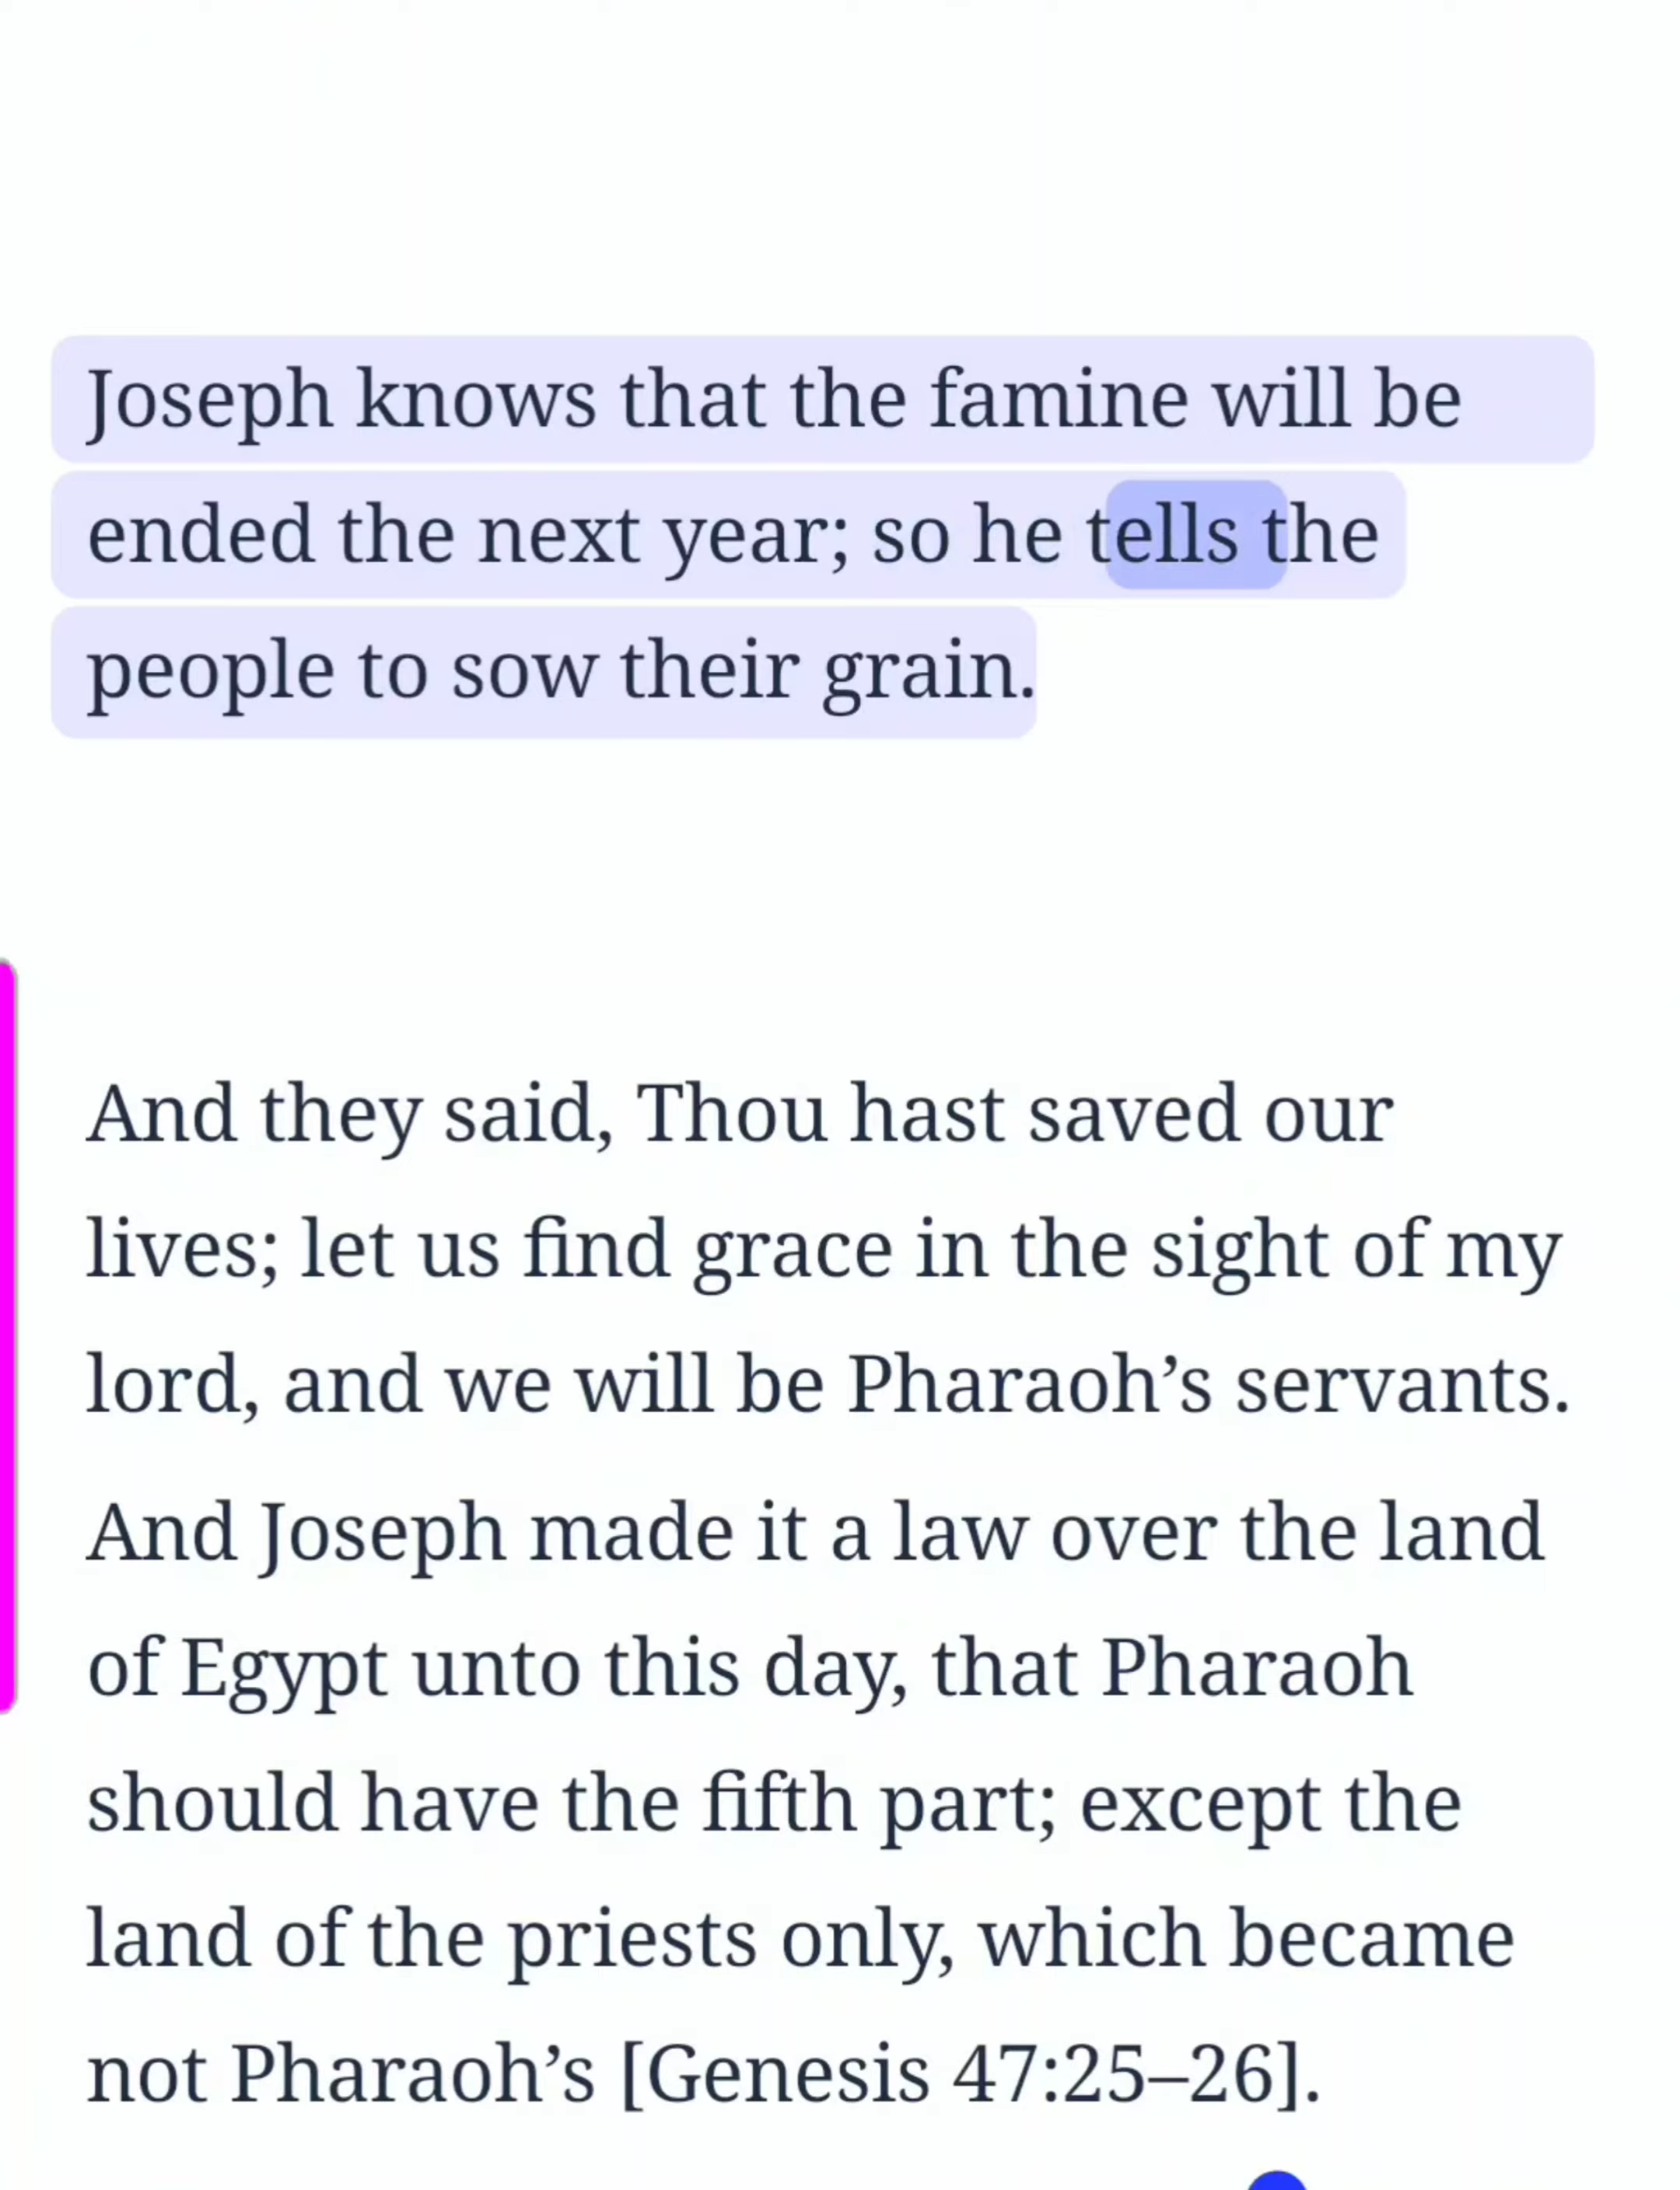 Joseph knows that the famine will be
ended the next year; so he tells the
people to sow their grain.
And they said, Thou hast saved our
lives; let us find grace in the sight of my
lord, and we will be Pharaoh’s servants.
And Joseph made it a law over the land
of Egypt unto this day, that Pharaoh
should have the fifth part; except the
land of the priests only, which became
not Pharaoh’s [Genesis 47:25–26].